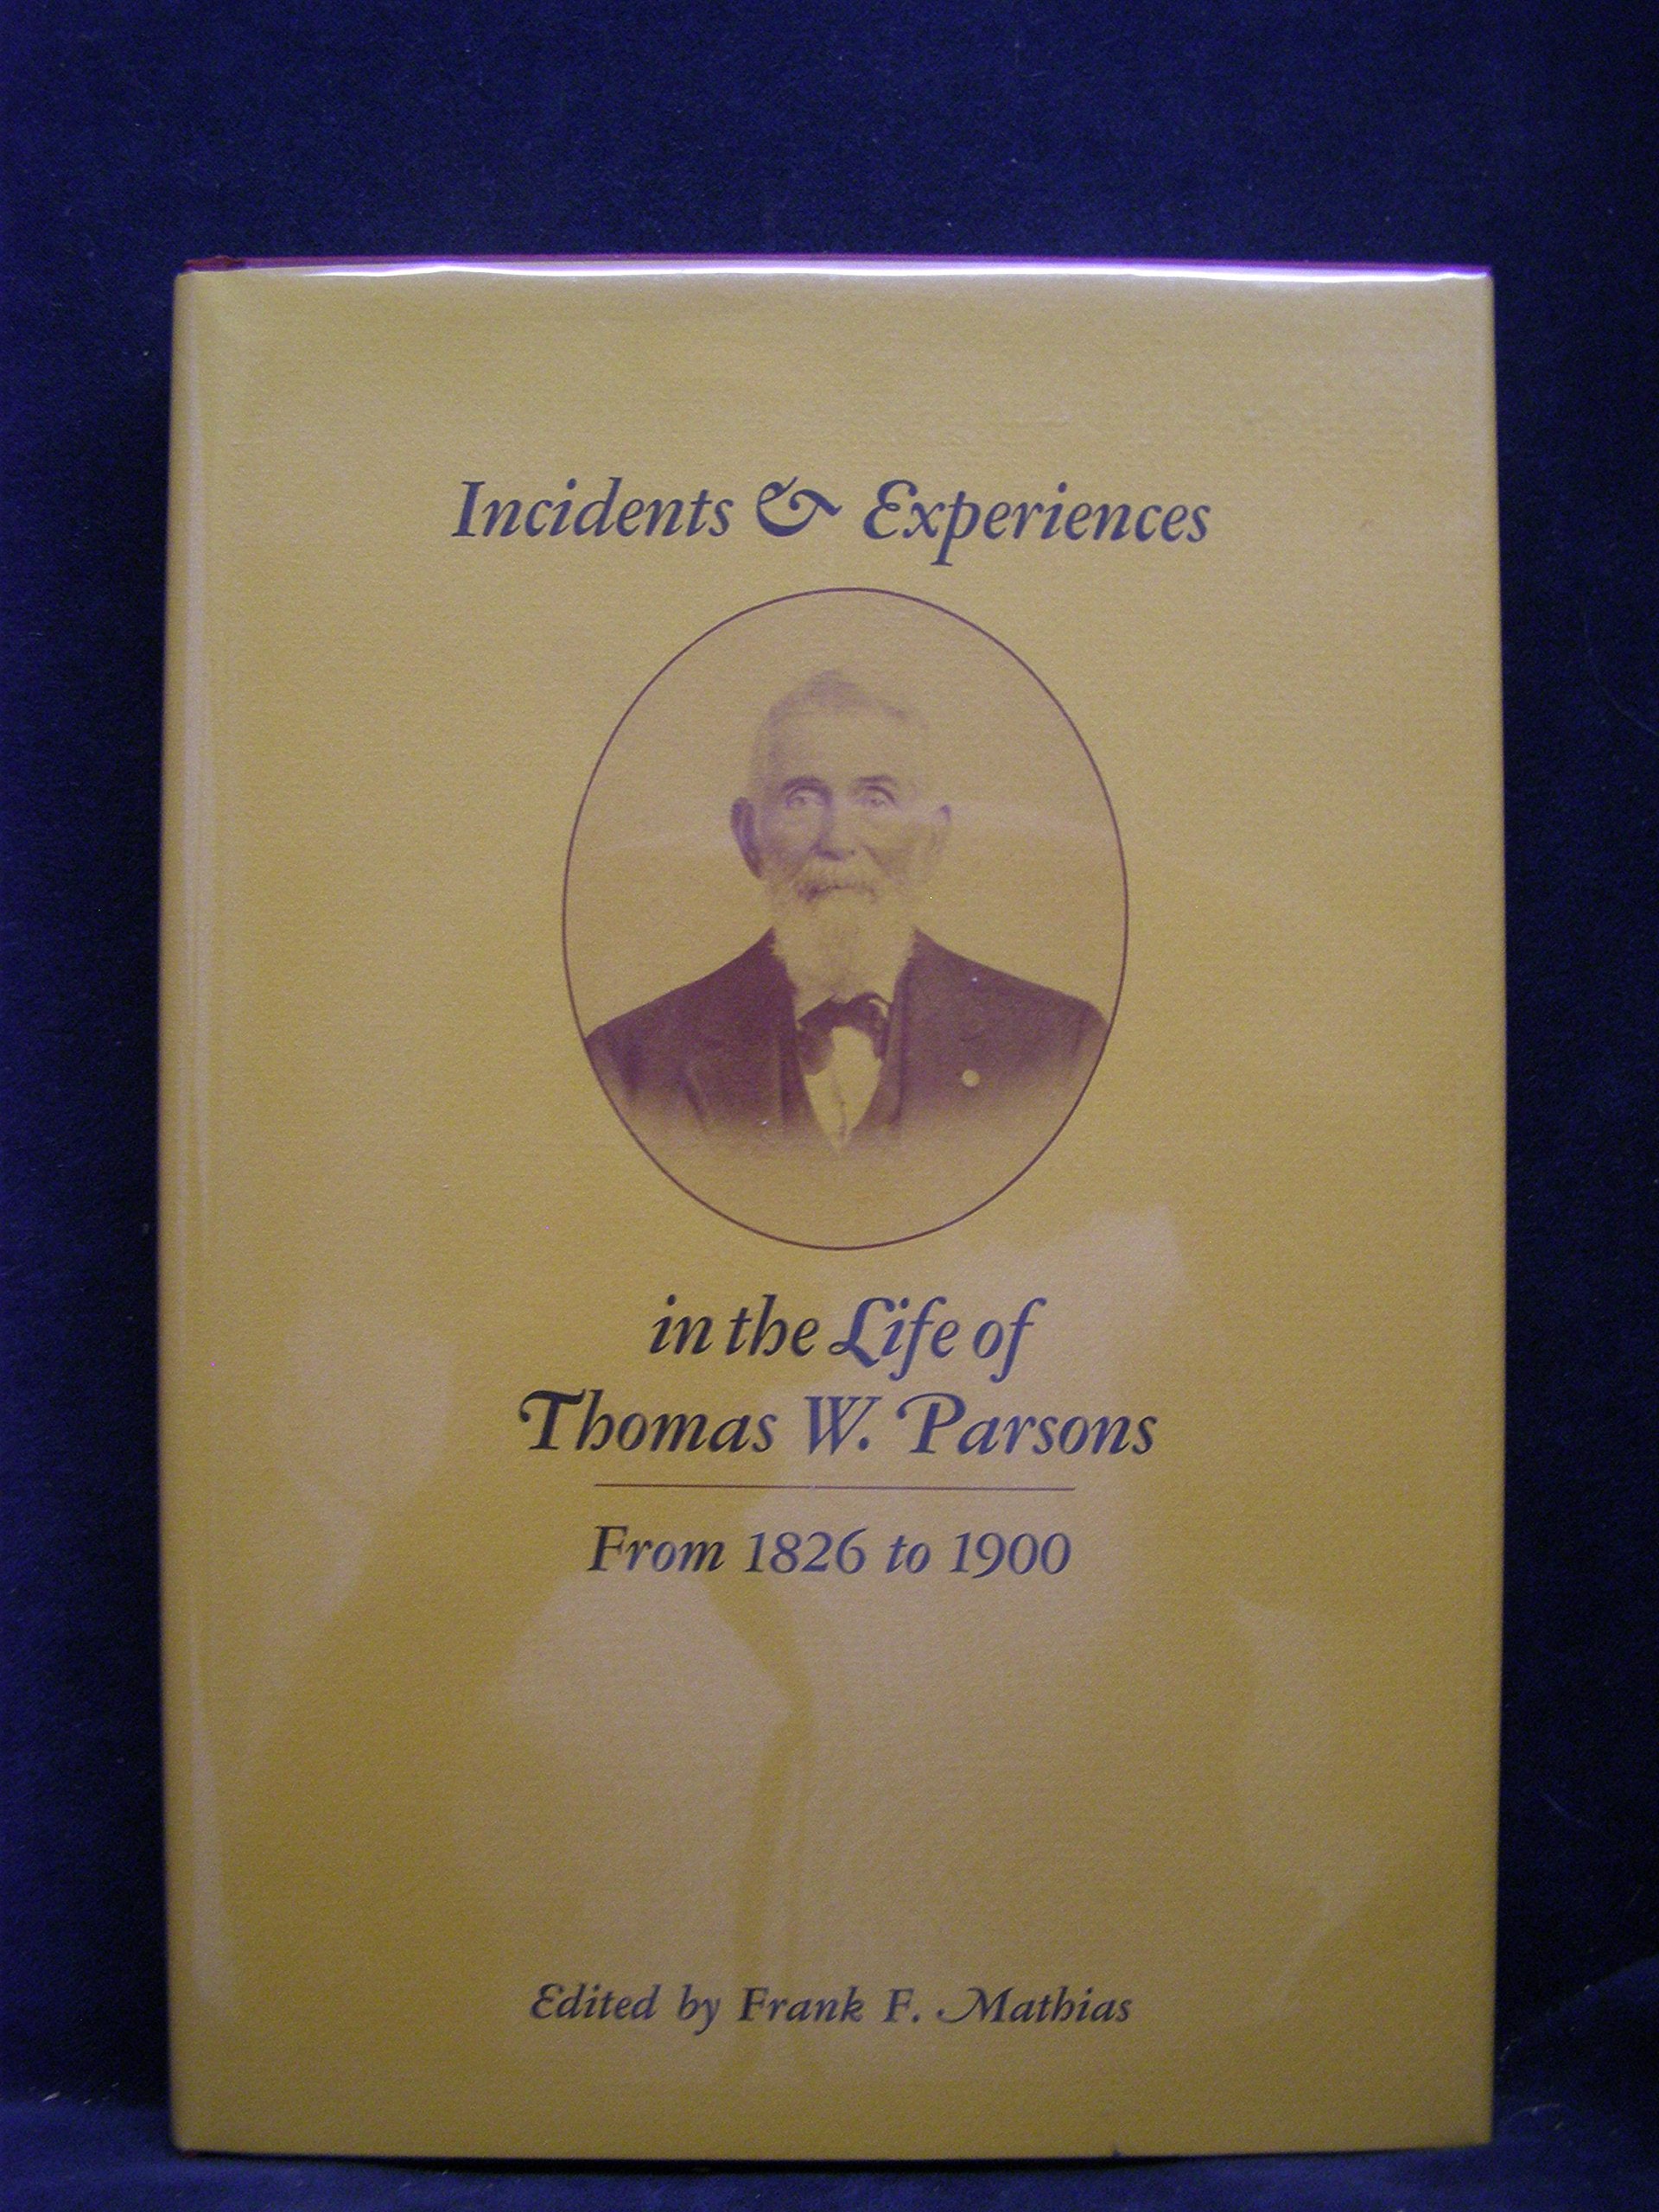 Incidents & Experiences
in the Life of
Thomas W. Parsons
From 1826 to 1900
Edited by Frank F. Mathias